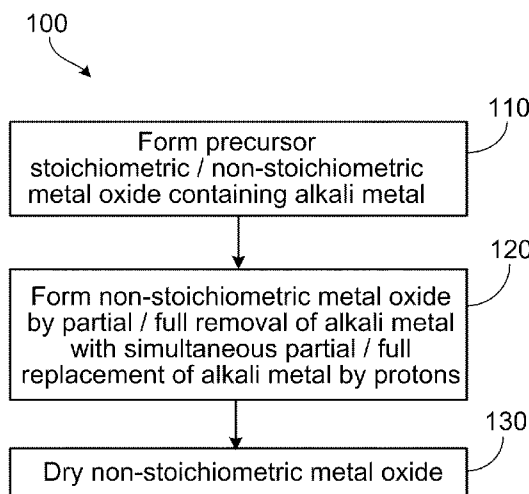 100
110
Form precursor
stoichiometric / non-stoichiometric
metal oxide containing alkali metal
120
Form non-stoichiometric metal oxide
by partial / full removal of alkali metal
with simultaneous partial / full
replacement of alkali metal by protons
130
Dry non-stoichiometric metal oxide